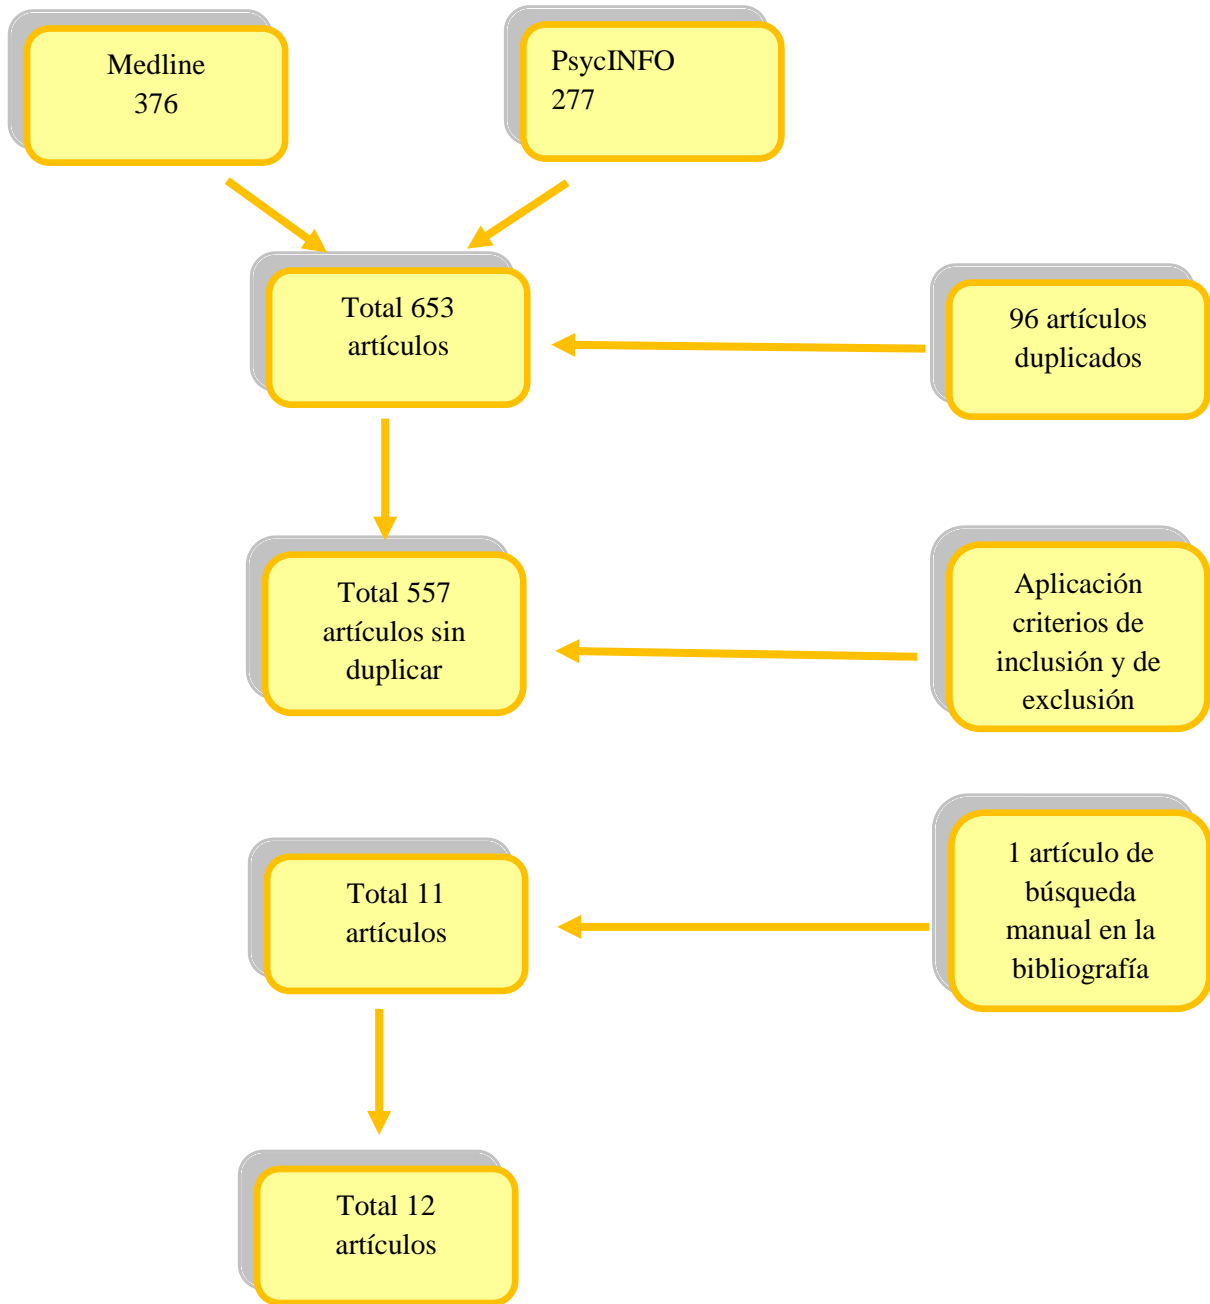 Medline
376
PsycINFO
277
Total 653
artículos
96 artículos
duplicados
Total 557
artículos sin
duplicar
Aplicación
criterios de
inclusión y de
exclusión
Total 11
artículos
1 artículo de
búsqueda
manual en la
bibliografía
Total 12
artículos